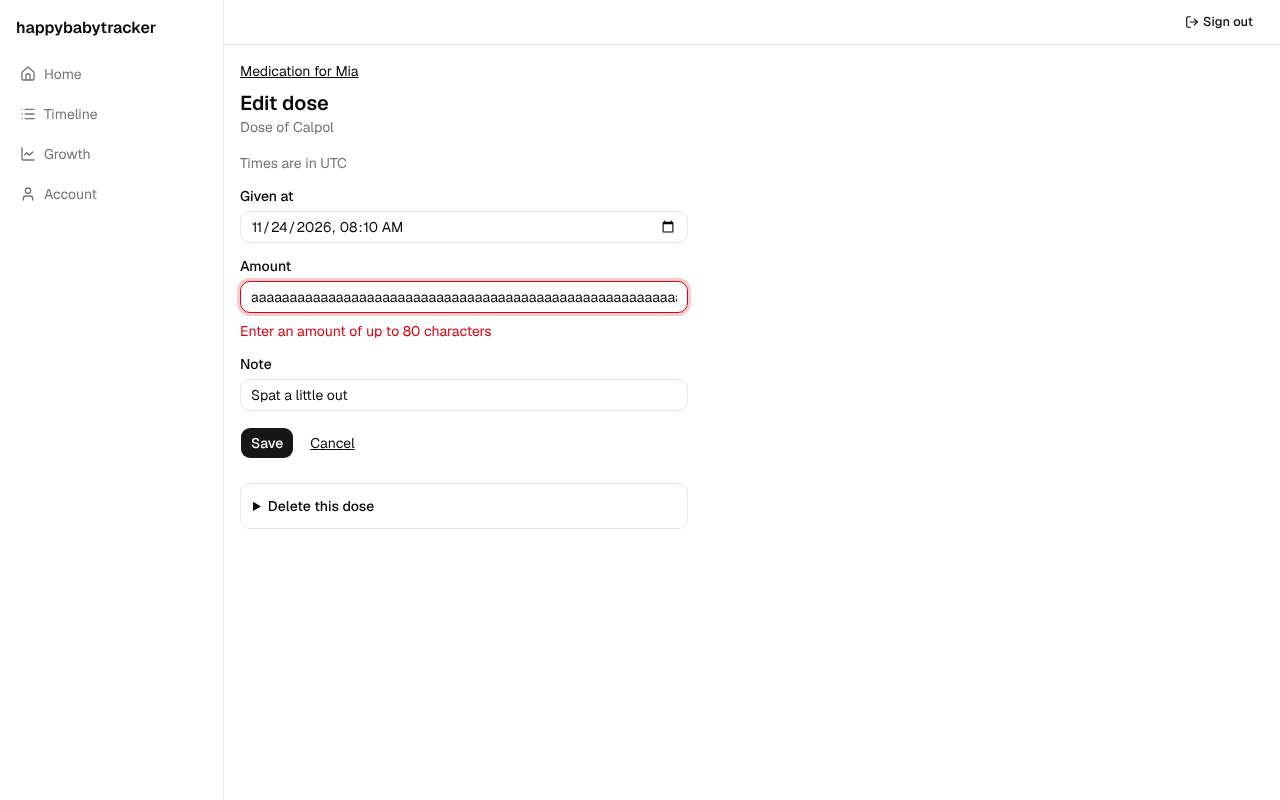 happybabytracker
Sign out
Home
Timeline
Growth
Account
Medication for Mia
Edit dose
Dose of Calpol
Times are in UTC
Given at
11/24/2026, 08:10 AM
Amount
Enter an amount of up to 80 characters
Note
Spat a little out
Save
Cancel
Delete this dose